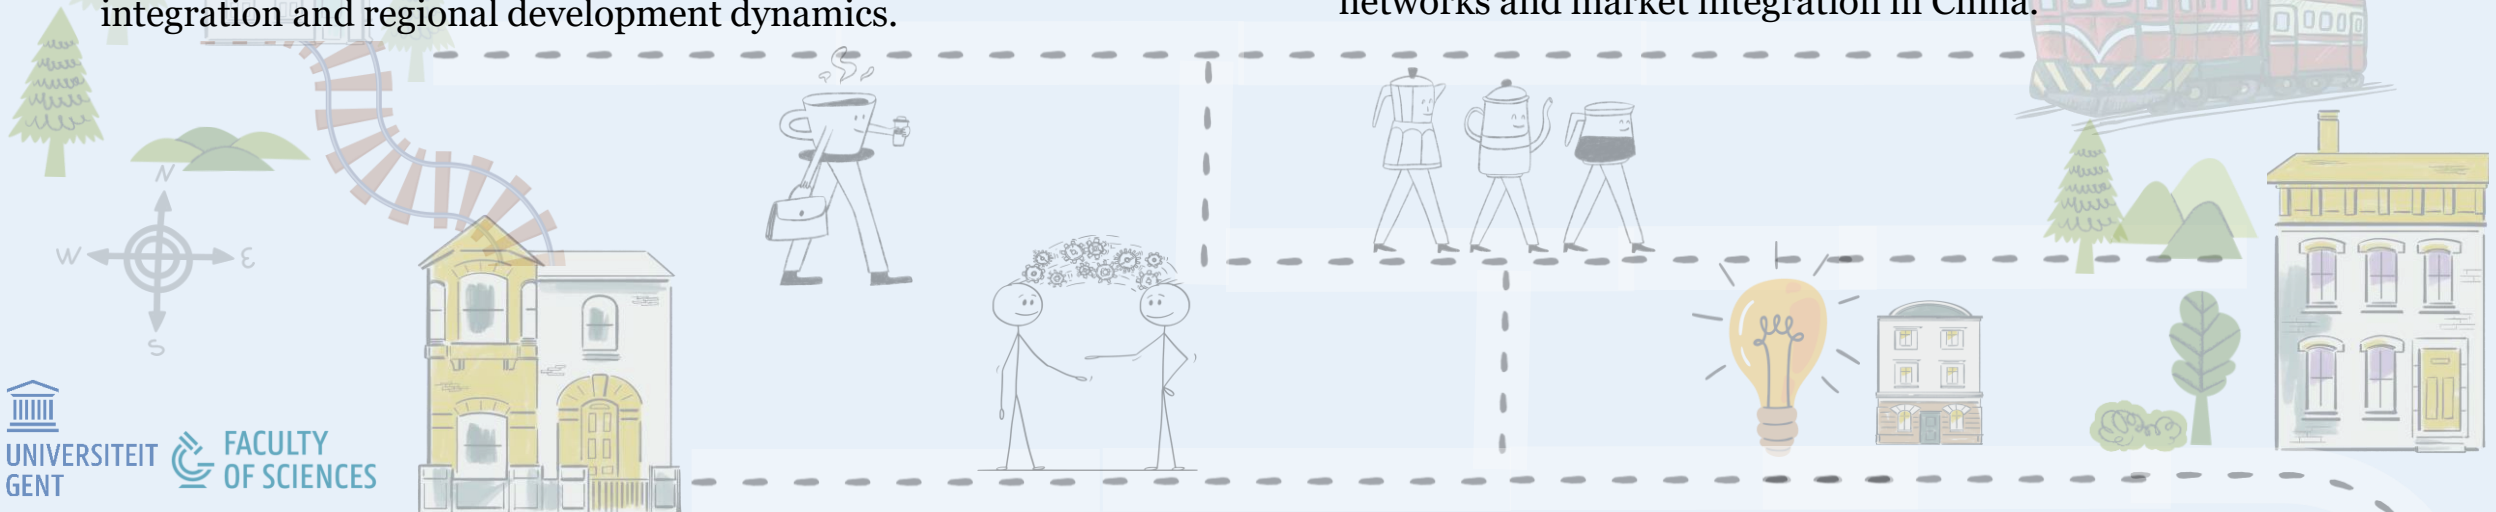 integration and regional development dynamics.
networks and market integration in China.
N
W
E
S
UNIVERSITEIT
GENT
FACULTY
OF SCIENCES